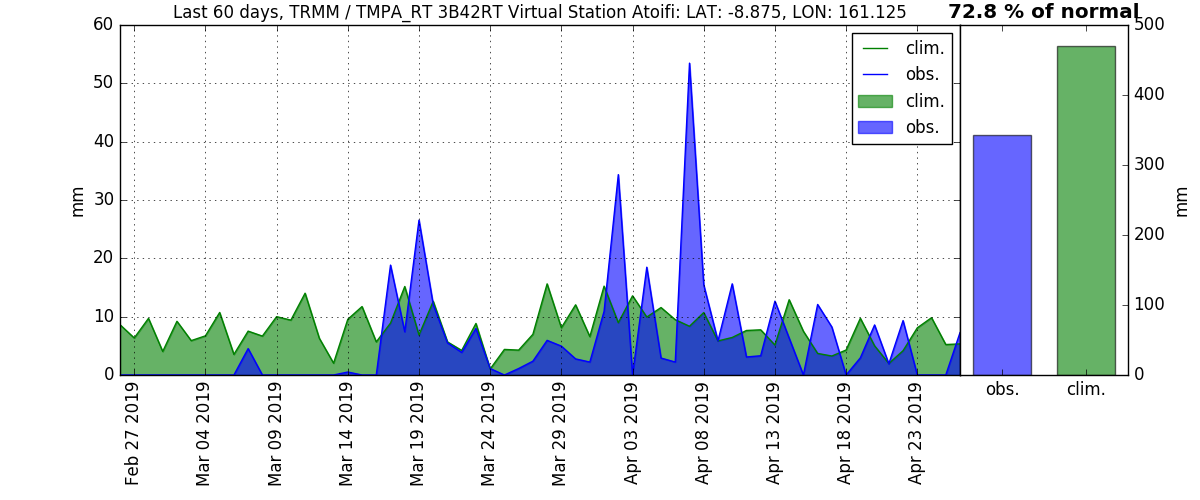 Last 60 days, TRMM / TMPA_RT 3B42RT Virtual Station Atoifi: LAT: -8.875, LON: 161.125
72.8 % of normal
60
50
40
30
20
10
0
mm
clim.
obs.
clim.
obs.
500
400
300
200
100
0
mm
obs.
clim.
Feb 27 2019
Mar 04 2019
Mar 09 2019
Mar 14 2019
Mar 19 2019
Mar 24 2019
Mar 29 2019
Apr 03 2019
Apr 08 2019
Apr 13 2019
Apr 18 2019
Apr 23 2019